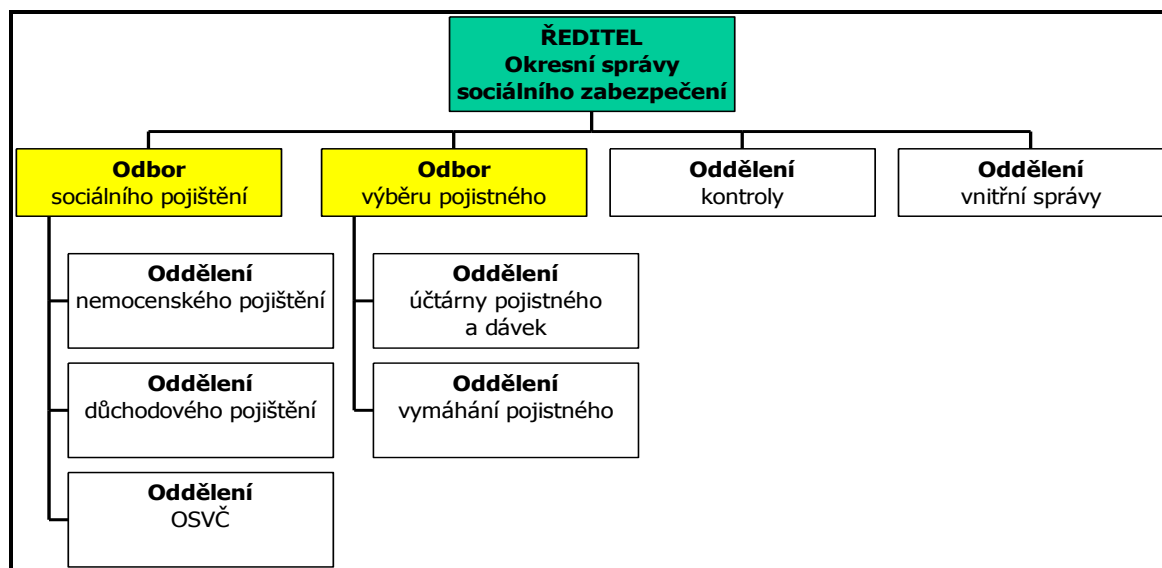 ŘEDITEL
Okresní správy
sociálního zabezpečení
Odbor
sociálního pojištění
Odbor
výběru pojistného
Oddělení
kontroly
Oddělení
vnitřní správy
Oddělení
nemocenského pojištění
Oddělení
účtárny pojistného
a dávek
Oddělení
důchodového pojištění
Oddělení
vymáhání pojistného
Oddělení
OSVČ